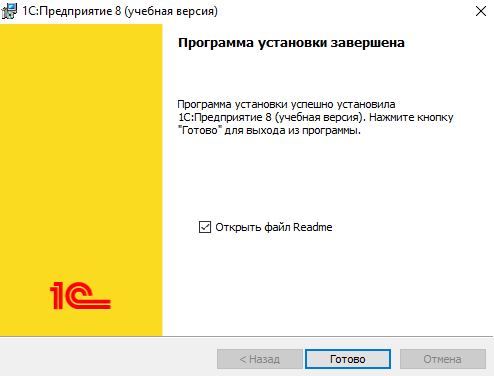 1С:Предприятие 8 (учебная версия)
Программа установки завершена
Программа установки успешно установила
1С:Предприятие 8 (учебная версия). Нажмите кнопку
"Готово" для выхода из программы.
Открыть файл Readme
1С
< Назад
Готово
Отмена